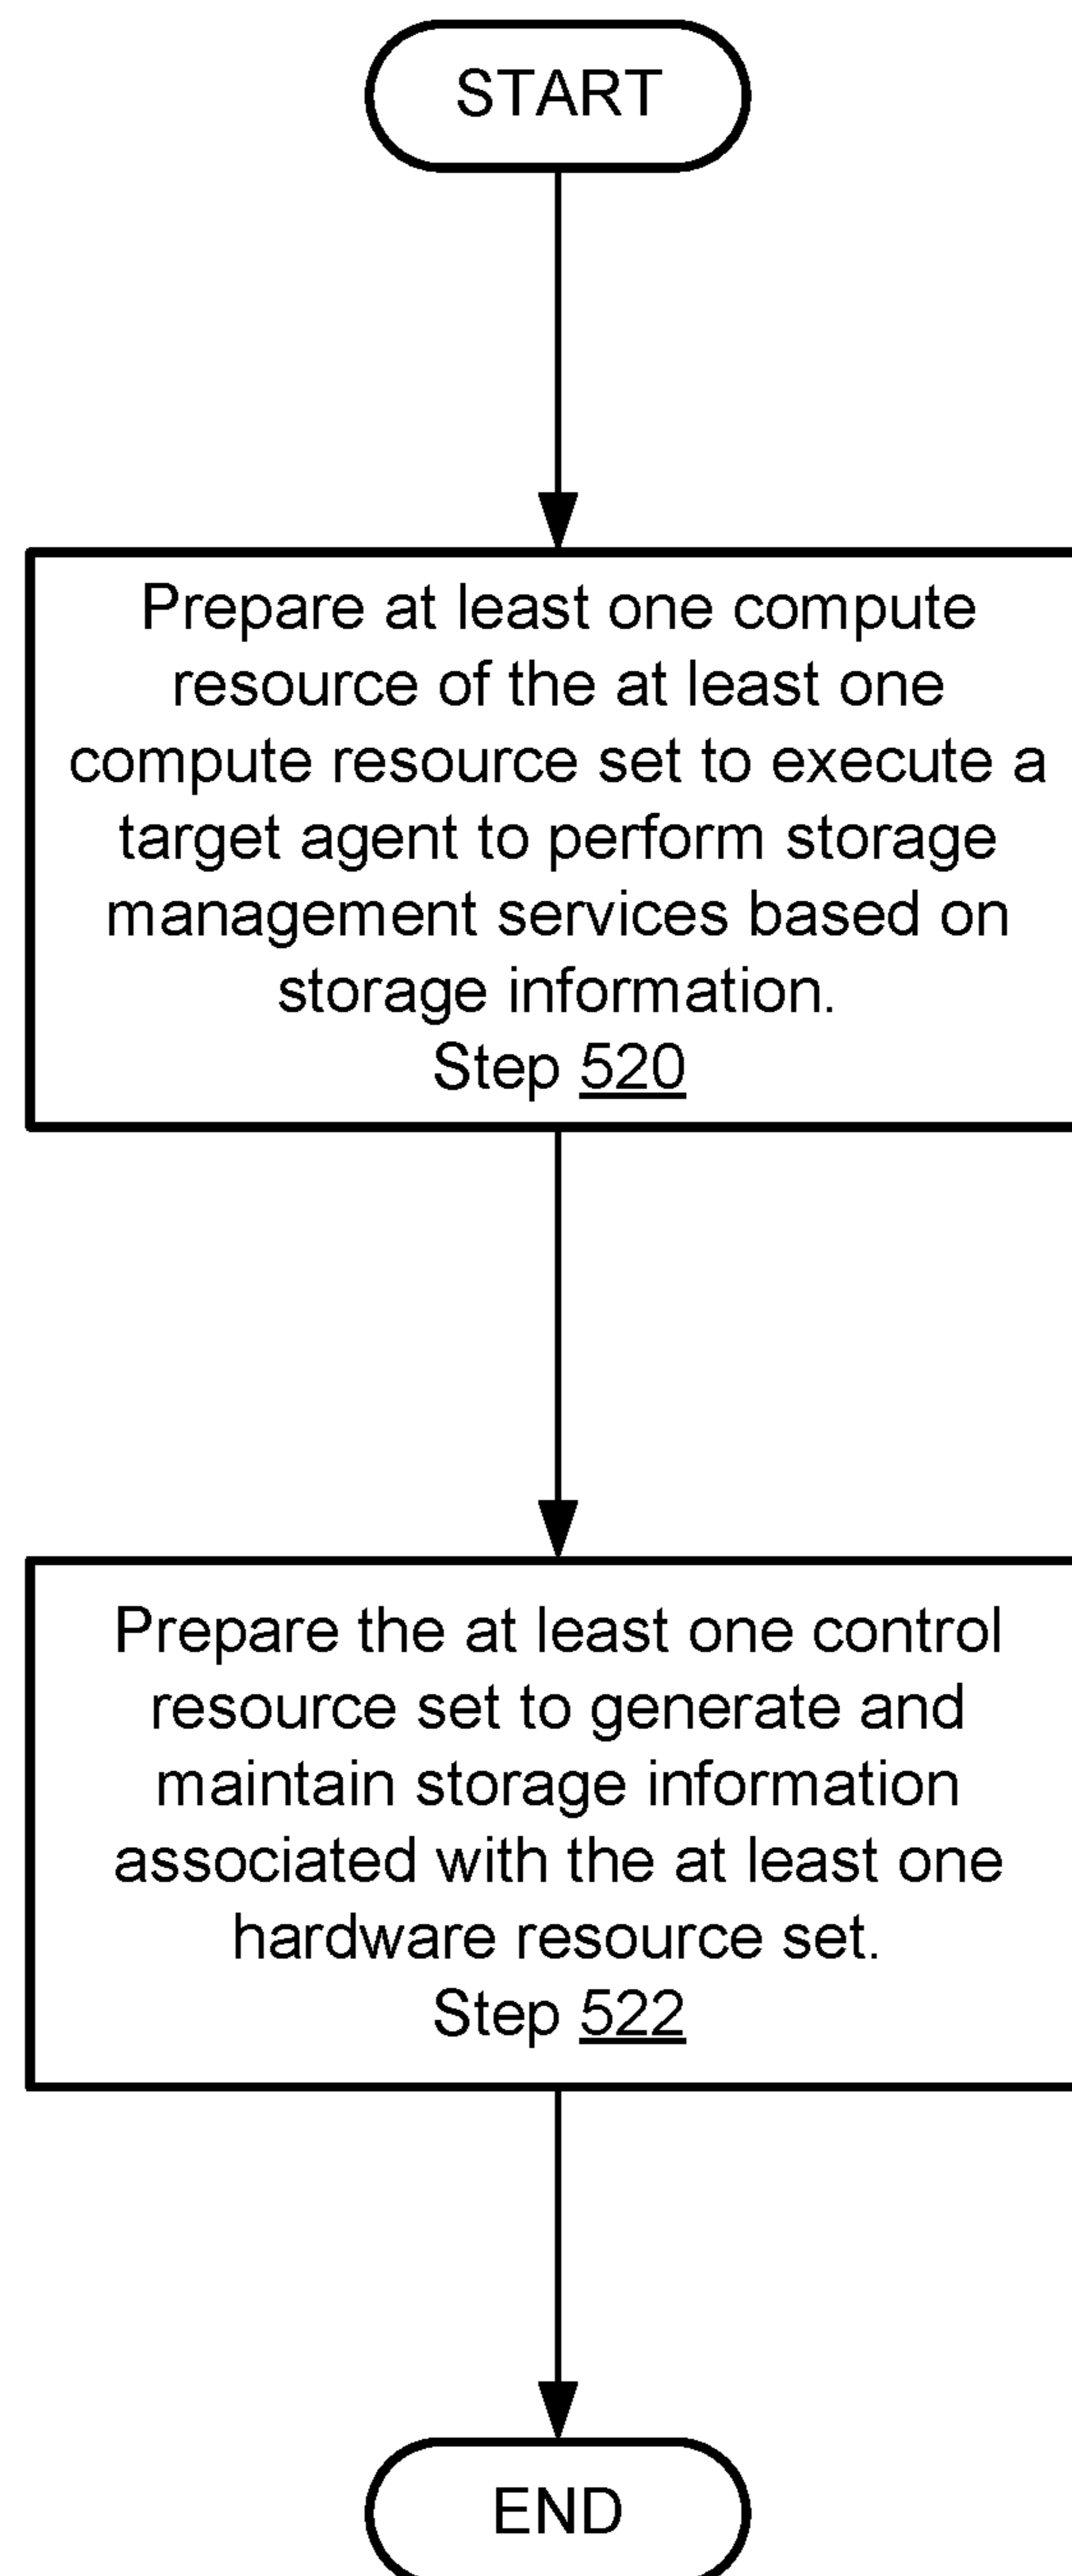 START
Prepare at least one compute
resource of the at least one
compute resource set to execute a
target agent to perform storage
management services based on
storage information.
Step 520
Prepare the at least one control
resource set to generate and
maintain storage information
associated with the at least one
hardware resource set.
Step 522
END